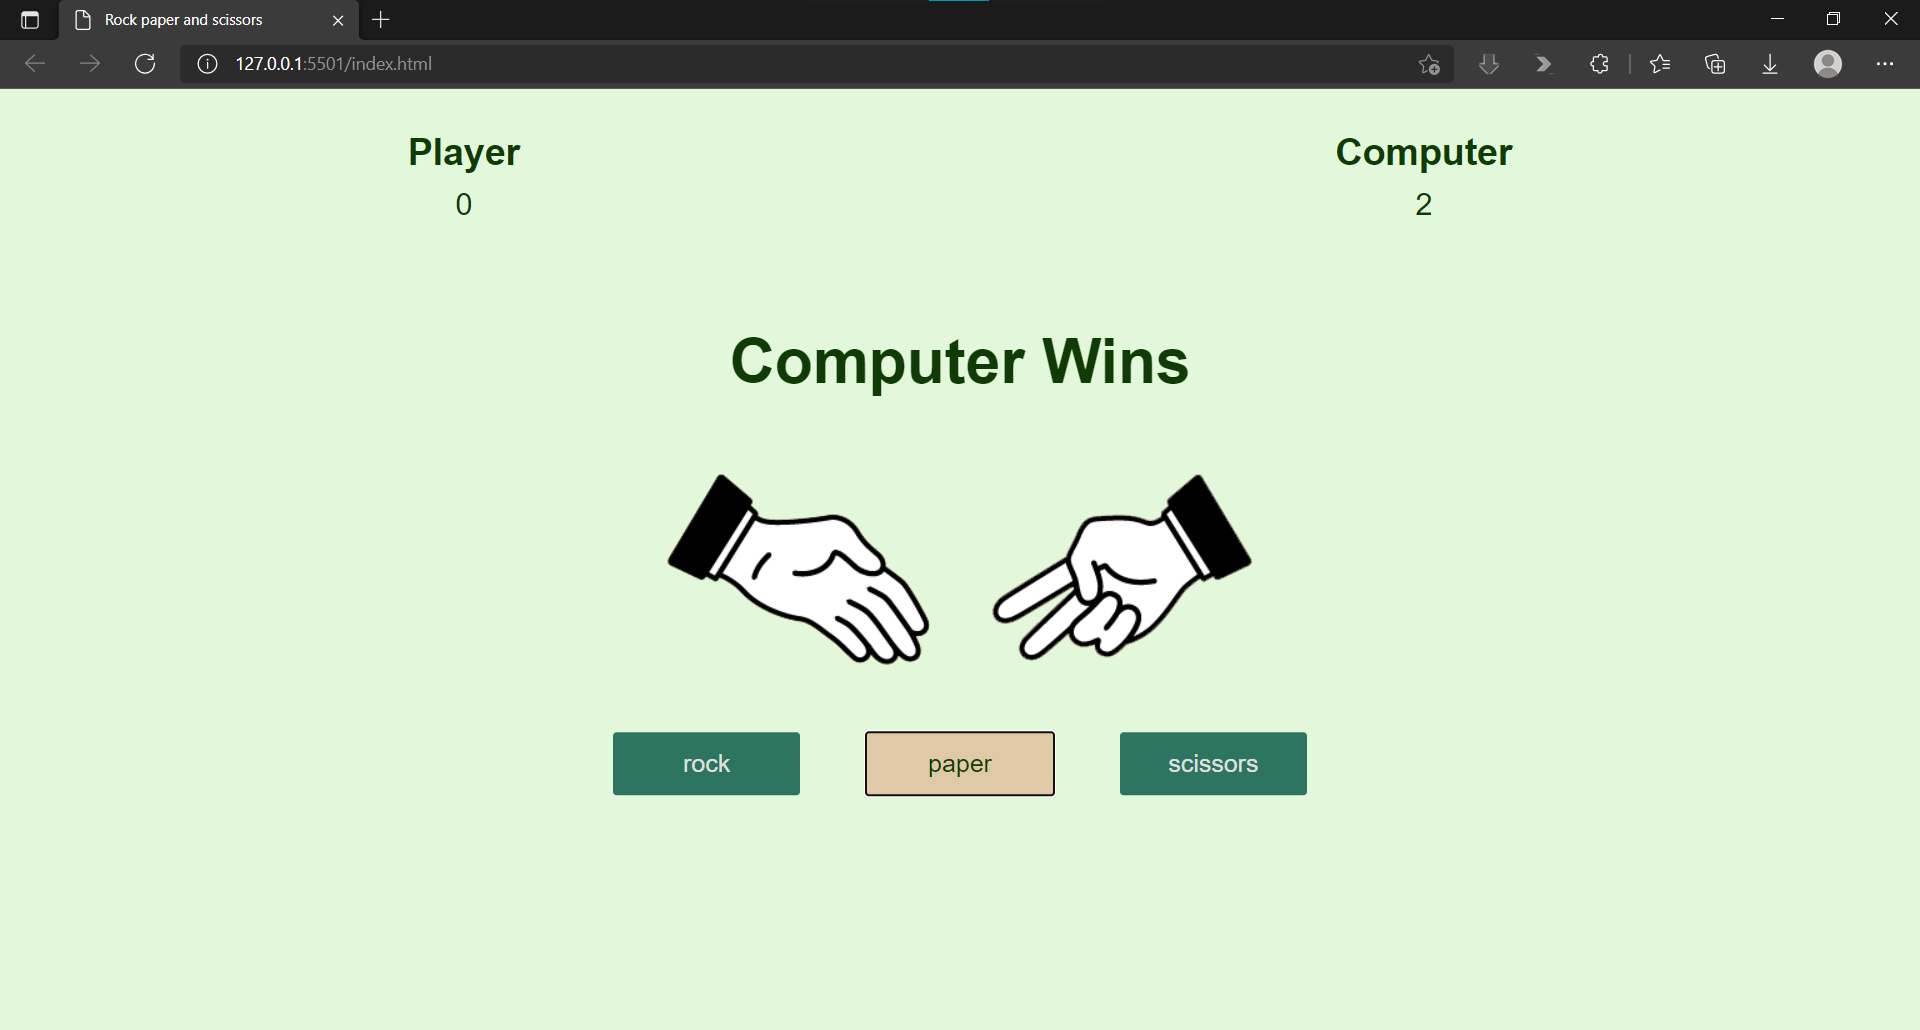 Rock paper and scissors
127.0.0.1:5501/index.html
Player
Computer
0
2
Computer Wins
rock
paper
scissors